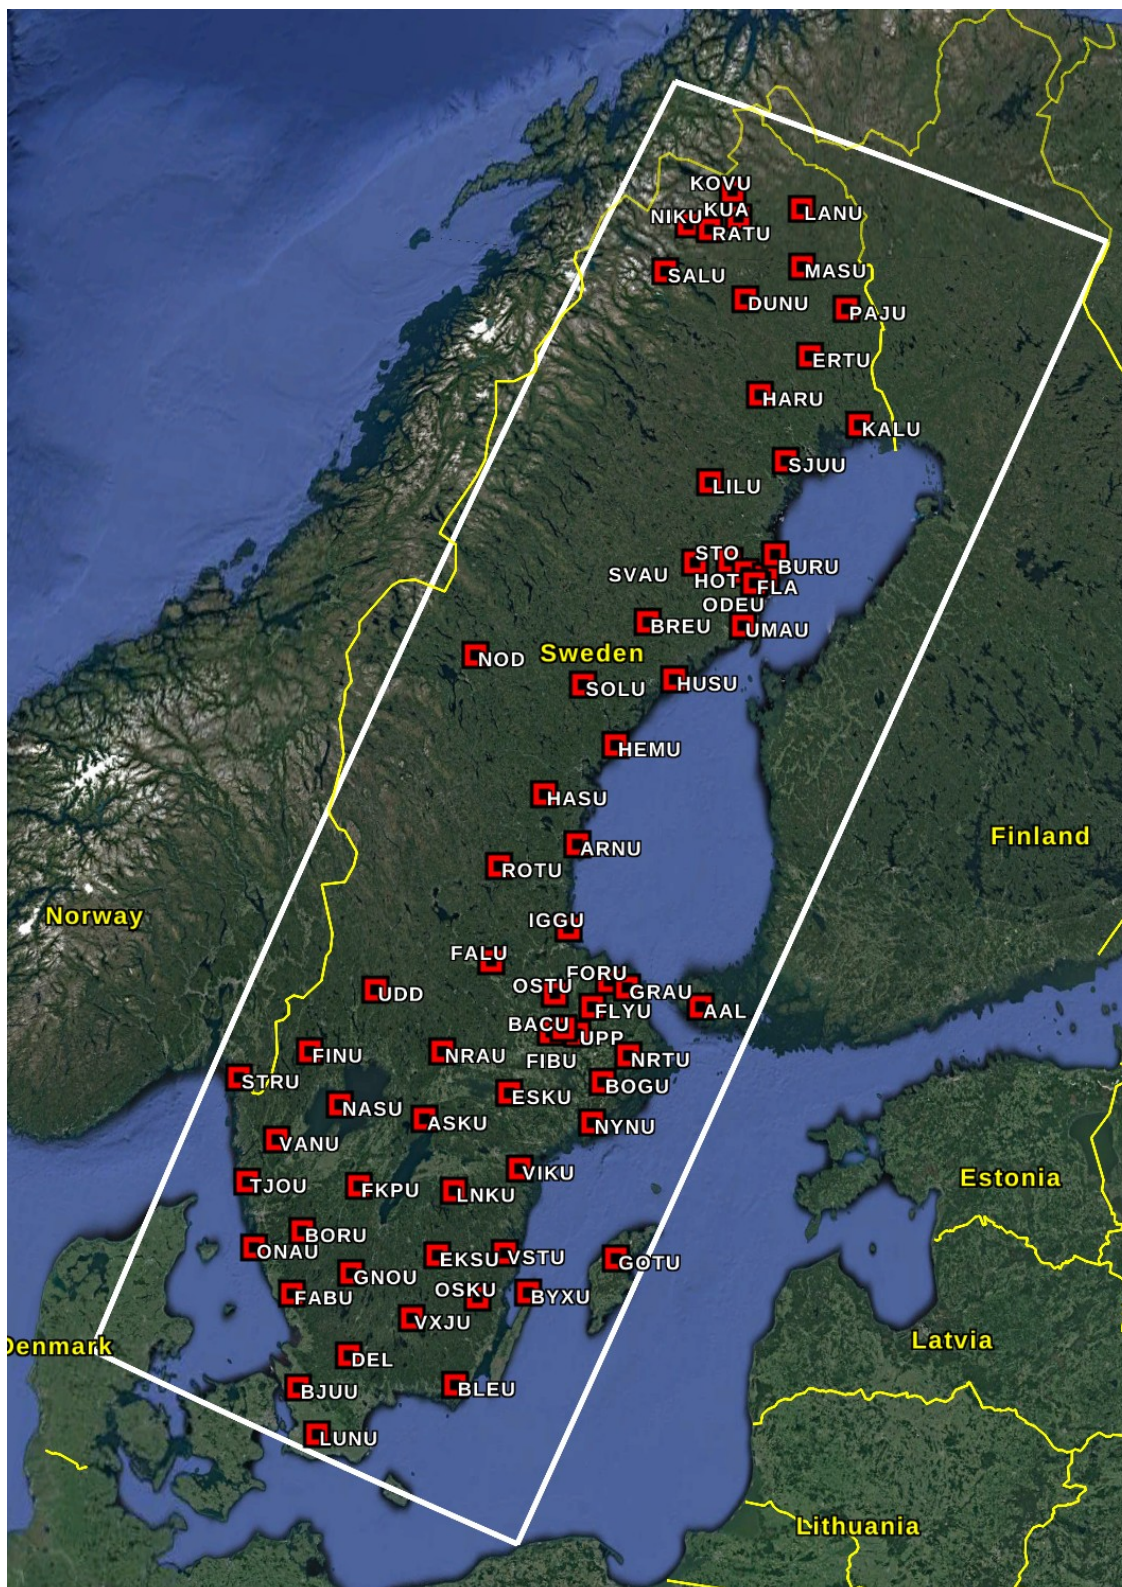 KOVU
NIKU
KUA
LANU
RATU
SALU
MASU
DUNU
PAJU
ERTU
HARU
KALU
SJUU
LILU
STO
SVAU
BURU
HOT
FLA
ODEU
BREU
UMAU
NOD
Sweden
SOLU
HUSU
HEMU
HASU
Finland
ARNU
ROTU
Norway
IGGU
FALU
FORU
OSTU
UDD
GRAU
FLYU
AAL
BACU
UPP
FINU
NRAU
FIBU
NRTU
STRU
BOGU
ESKU
NASU
ASKU
NYNU
VANU
VIKU
Estonia
TJOU
FKPU
LNKU
BORU
ONAU
EKSU
VSTU
GOTU
GNOU
OSKU
FABU
BYXU
VXJU
Latvia
Denmark
DEL
BJUU
BLEU
LUNU
Lithuania